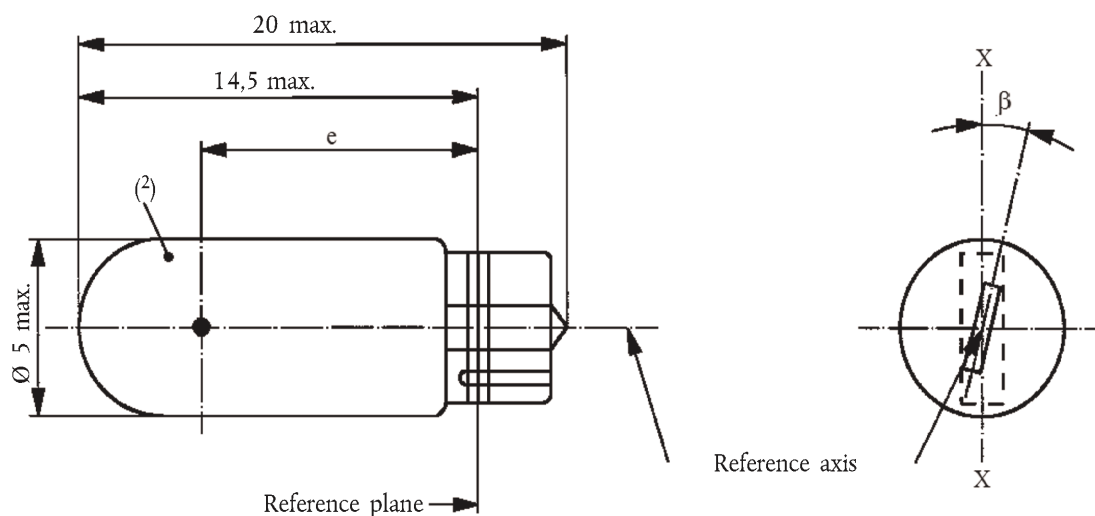 20 max.
14,5 max.
e
(²)
Ø 5 max.
X
β
Reference axis
X
Reference plane